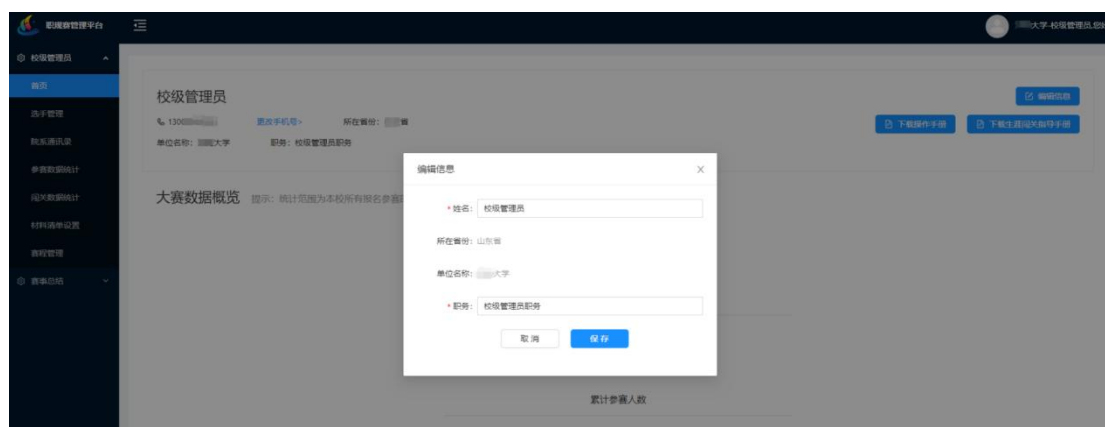 职规赛管理平台
大学-校级管理员,您
校级管理员
首页
选手管理
院系通讯录
参赛数据统计
闯关数据统计
材料清单设置
赛程管理
赛事总结
校级管理员
编辑信息
1300
更改手机号>
所在省份:
省
下载操作手册
下载生涯闯关指导手册
单位名称:
大学
职务: 校级管理员职务
大赛数据概览
提示: 统计范围为本校所有报名参赛
编辑信息
* 姓名: 校级管理员
所在省份: 山东省
单位名称: 大学
* 职务: 校级管理员职务
取消
保存
累计参赛人数